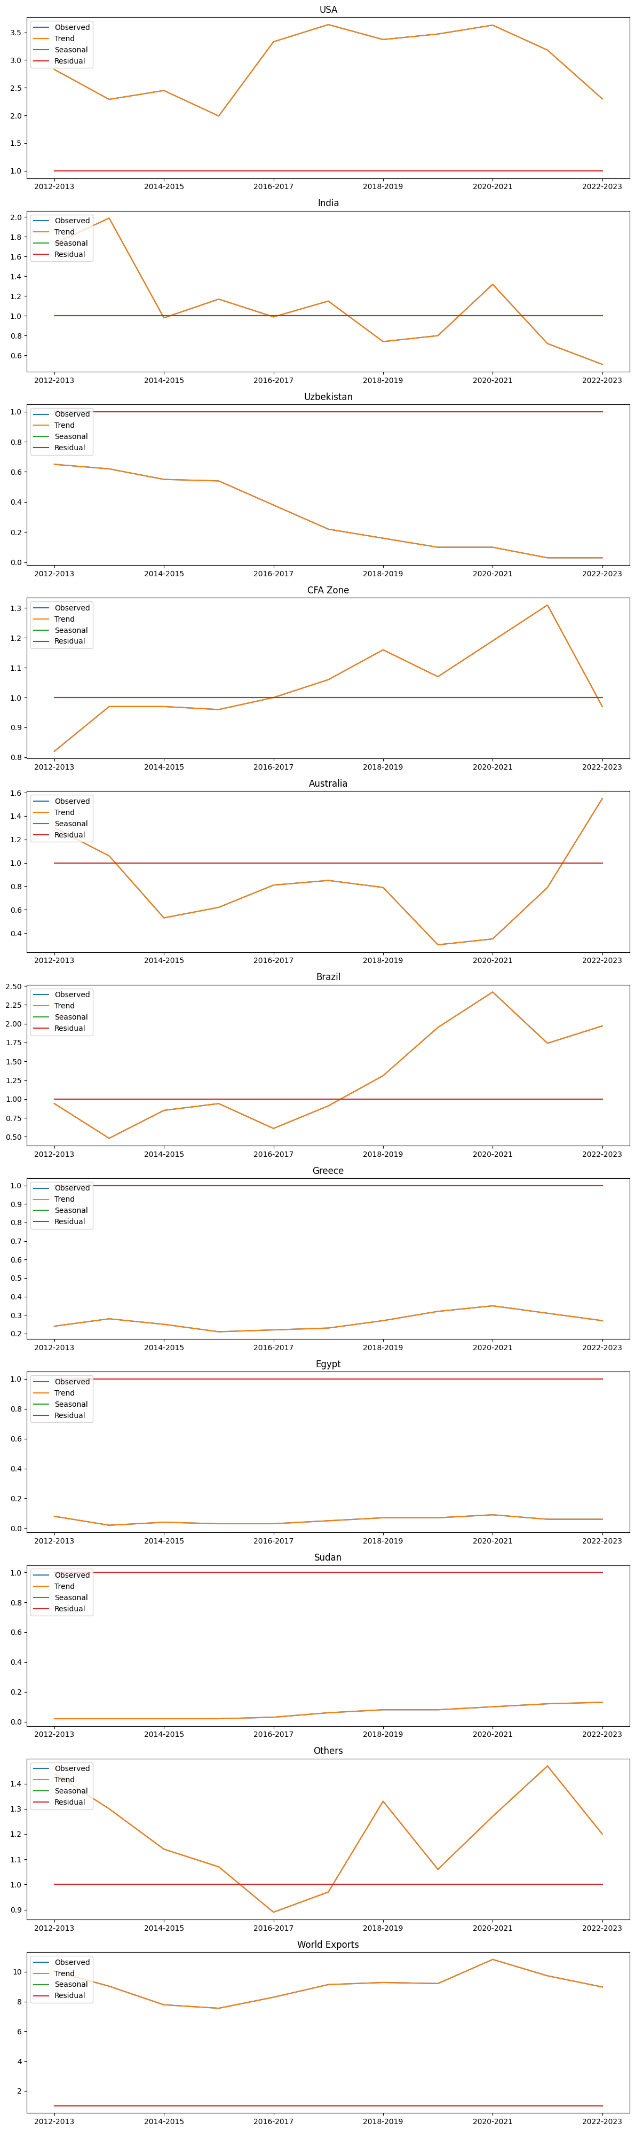 USA
3.5
3.0
2.5
2.0
1.5
1.0
Observed
Trend
Seasonal
Residual
2012-2013 2014-2015 2016-2017 2018-2019 2020-2021 2022-2023
India
2.0
1.8
1.6
1.4
1.2
1.0
0.8
0.6
Observed
Trend
Seasonal
Residual
2012-2013 2014-2015 2016-2017 2018-2019 2020-2021 2022-2023
Uzbekistan
1.0
0.8
0.6
0.4
0.2
0.0
Observed
Trend
Seasonal
Residual
2012-2013 2014-2015 2016-2017 2018-2019 2020-2021 2022-2023
CFA Zone
1.3
1.2
1.1
1.0
0.9
0.8
Observed
Trend
Seasonal
Residual
2012-2013 2014-2015 2016-2017 2018-2019 2020-2021 2022-2023
Australia
1.6
1.4
1.2
1.0
0.8
0.6
0.4
Observed
Trend
Seasonal
Residual
2012-2013 2014-2015 2016-2017 2018-2019 2020-2021 2022-2023
Brazil
2.50
2.25
2.00
1.75
1.50
1.25
1.00
0.75
0.50
Observed
Trend
Seasonal
Residual
2012-2013 2014-2015 2016-2017 2018-2019 2020-2021 2022-2023
Greece
1.0
0.9
0.8
0.7
0.6
0.5
0.4
0.3
0.2
Observed
Trend
Seasonal
Residual
2012-2013 2014-2015 2016-2017 2018-2019 2020-2021 2022-2023
Egypt
1.0
0.8
0.6
0.4
0.2
0.0
Observed
Trend
Seasonal
Residual
2012-2013 2014-2015 2016-2017 2018-2019 2020-2021 2022-2023
Sudan
1.0
0.8
0.6
0.4
0.2
0.0
Observed
Trend
Seasonal
Residual
2012-2013 2014-2015 2016-2017 2018-2019 2020-2021 2022-2023
Others
1.4
1.3
1.2
1.1
1.0
0.9
Observed
Trend
Seasonal
Residual
2012-2013 2014-2015 2016-2017 2018-2019 2020-2021 2022-2023
World Exports
10
8
6
4
2
Observed
Trend
Seasonal
Residual
2012-2013 2014-2015 2016-2017 2018-2019 2020-2021 2022-2023